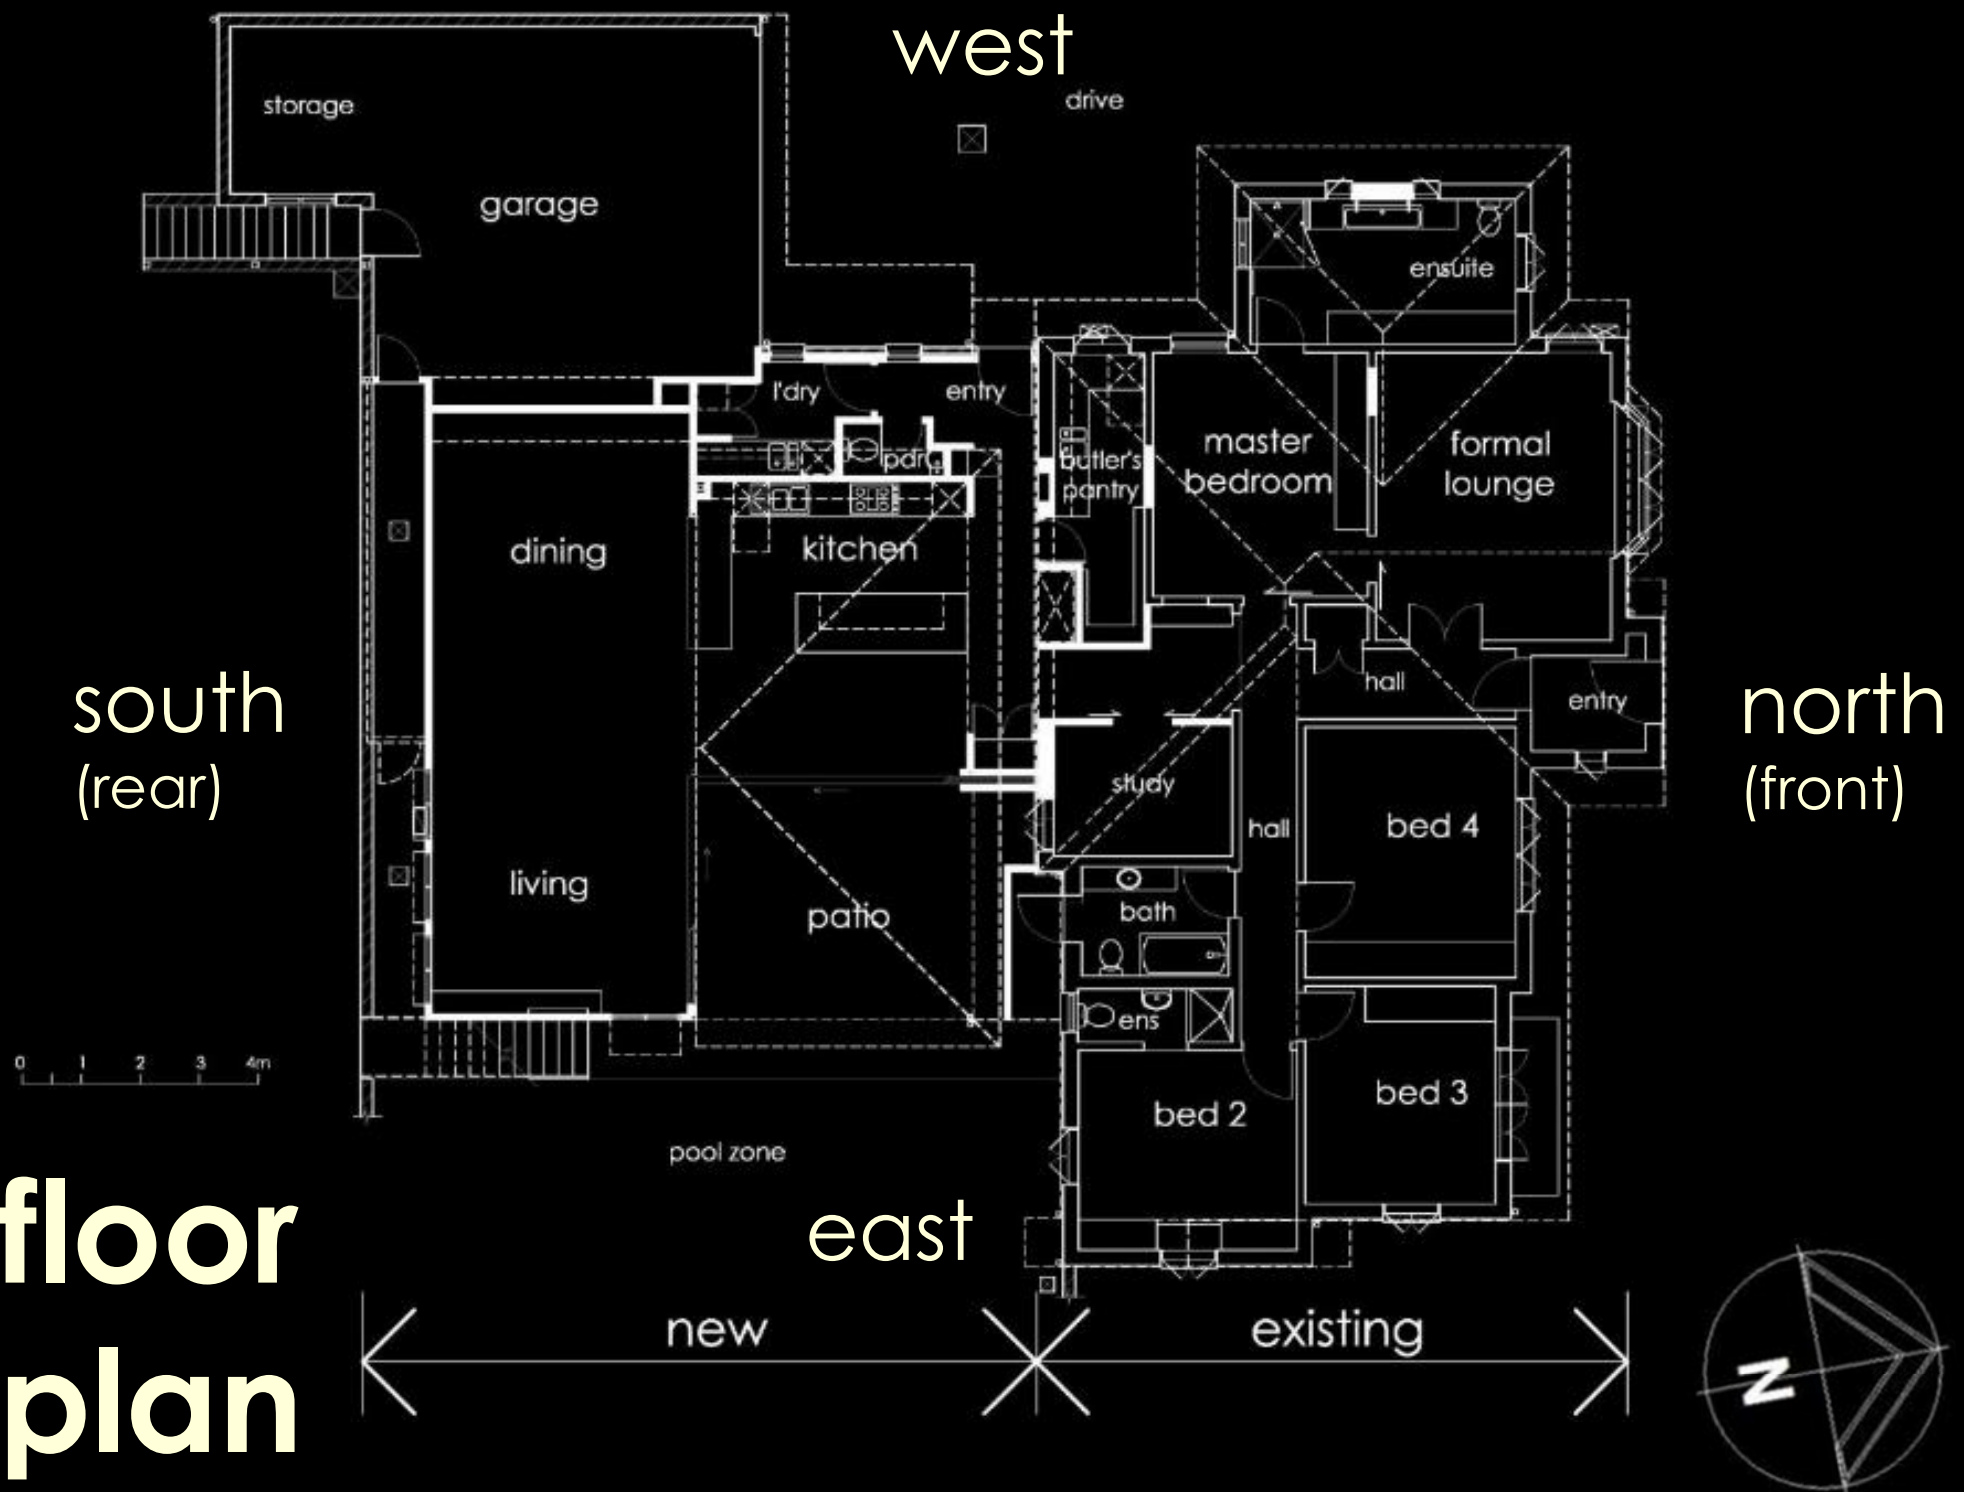 west
storage
drive
garage
ensuite
l'dry
entry
master
bedroom
formal
lounge
butler's
pantry
pdr
dining
kitchen
south
(rear)
hall
entry
north
(front)
study
hall
bed 4
living
patio
bath
ens
0 1 2 3 4m
bed 2
bed 3
pool zone
east
floor
plan
new
existing
N